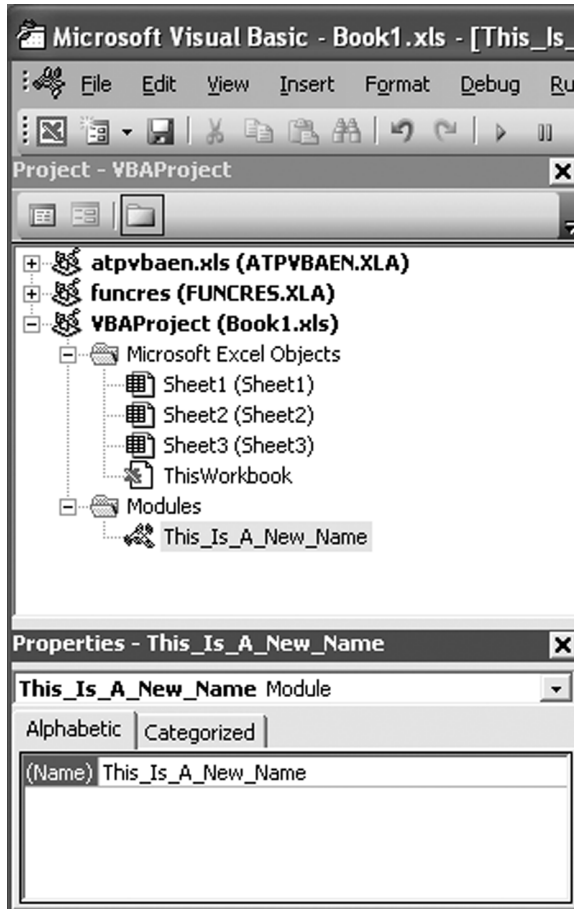 Microsoft Visual Basic - Book1.xls - [This_Is_
File Edit View Insert Format Debug Ru
Project - VBAProject
atpvbaen.xls (ATPVBAEN.XLA)
funcres (FUNCRES.XLA)
VBAProject (Book1.xls)
Microsoft Excel Objects
Sheet1 (Sheet1)
Sheet2 (Sheet2)
Sheet3 (Sheet3)
ThisWorkbook
Modules
This_Is_A_New_Name
Properties - This_Is_A_New_Name
This_Is_A_New_Name Module
Alphabetic Categorized
(Name) This_Is_A_New_Name